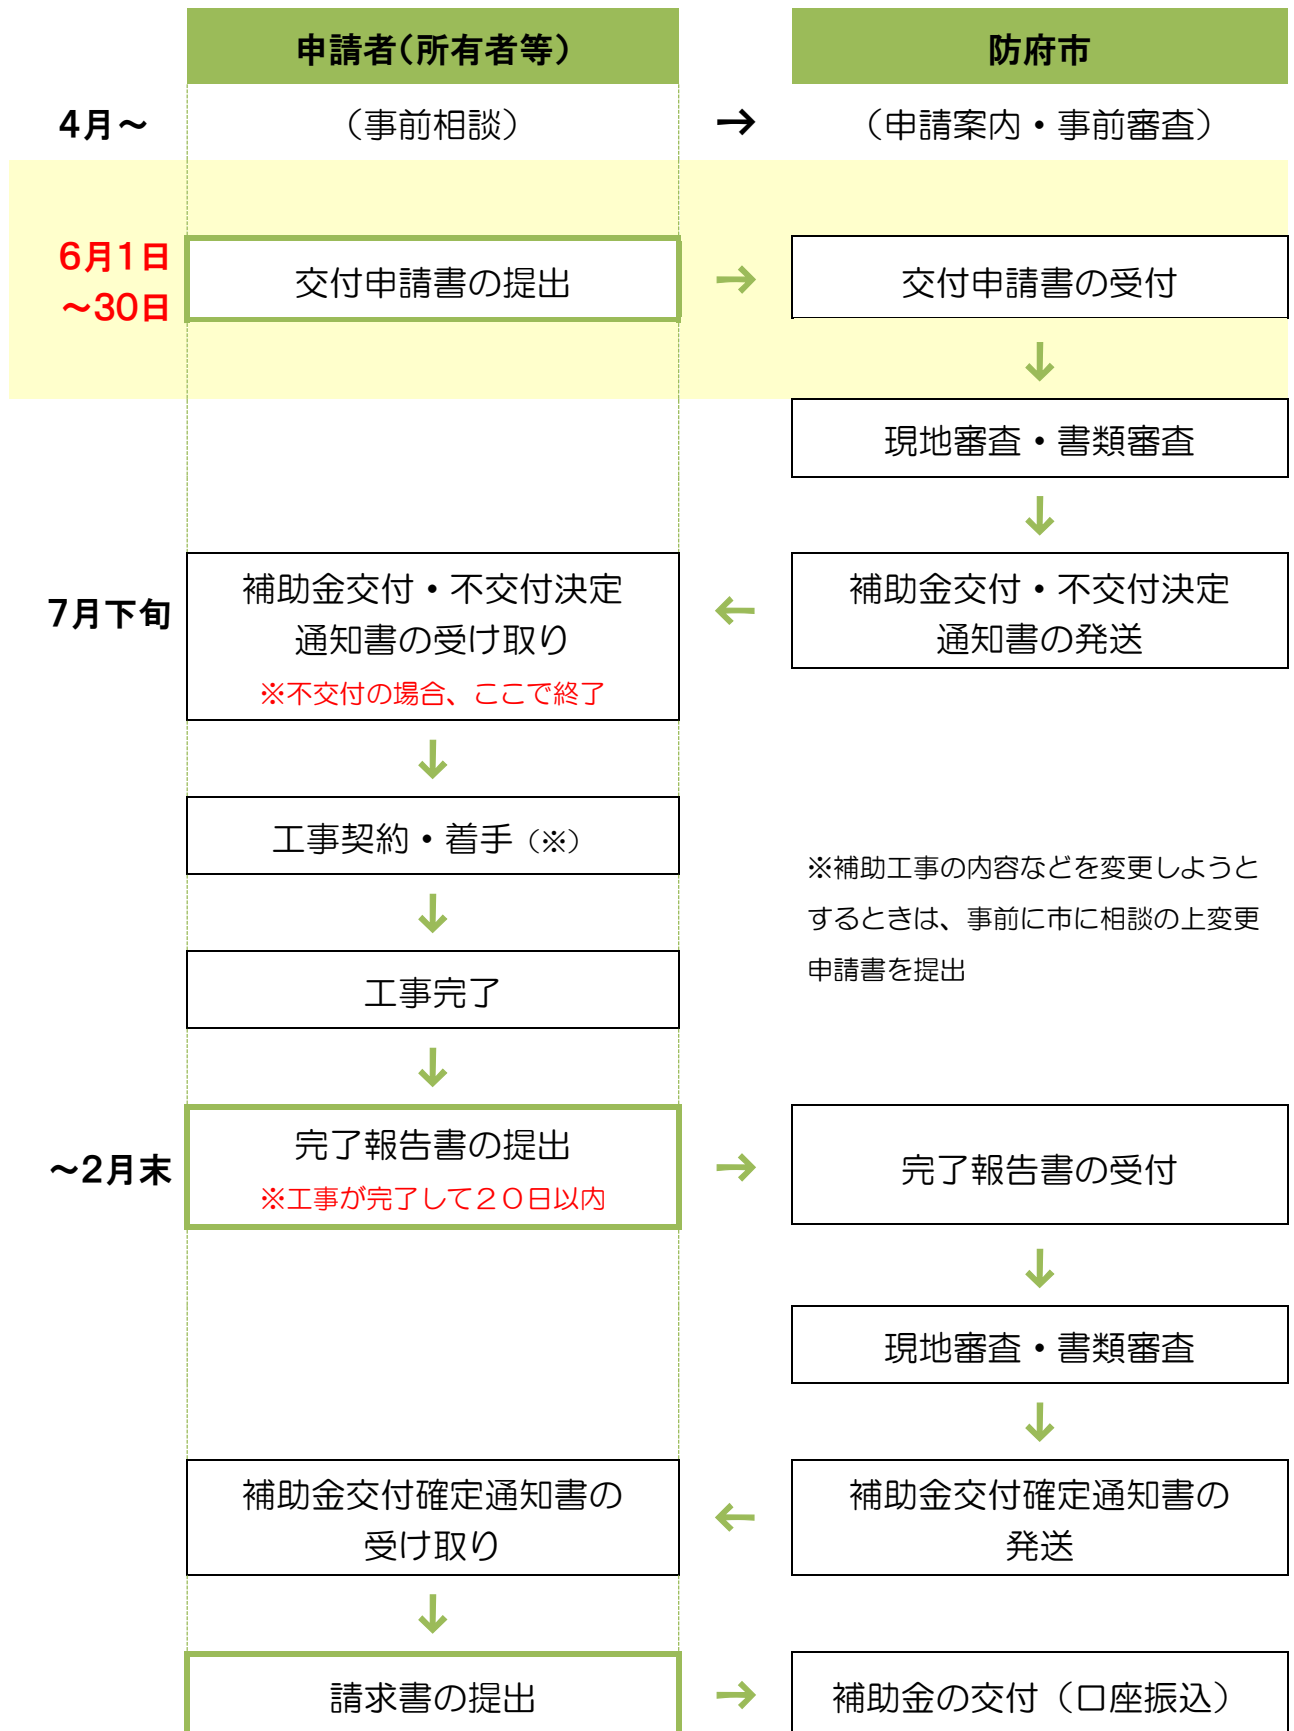 申請者(所有者等)
防府市
4月～
（事前相談）
→
（申請案内・事前審査）
6月1日
～30日
交付申請書の提出
→
交付申請書の受付
↓
現地審査・書類審査
↓
7月下旬
補助金交付・不交付決定
通知書の受け取り
※不交付の場合、ここで終了
←
補助金交付・不交付決定
通知書の発送
↓
工事契約・着手（※）
※補助工事の内容などを変更しようと
するときは、事前に市に相談の上変更
申請書を提出
↓
工事完了
↓
～2月末
完了報告書の提出
※工事が完了して２０日以内
→
完了報告書の受付
↓
現地審査・書類審査
↓
補助金交付確定通知書の
受け取り
←
補助金交付確定通知書の
発送
↓
請求書の提出
→
補助金の交付（口座振込）